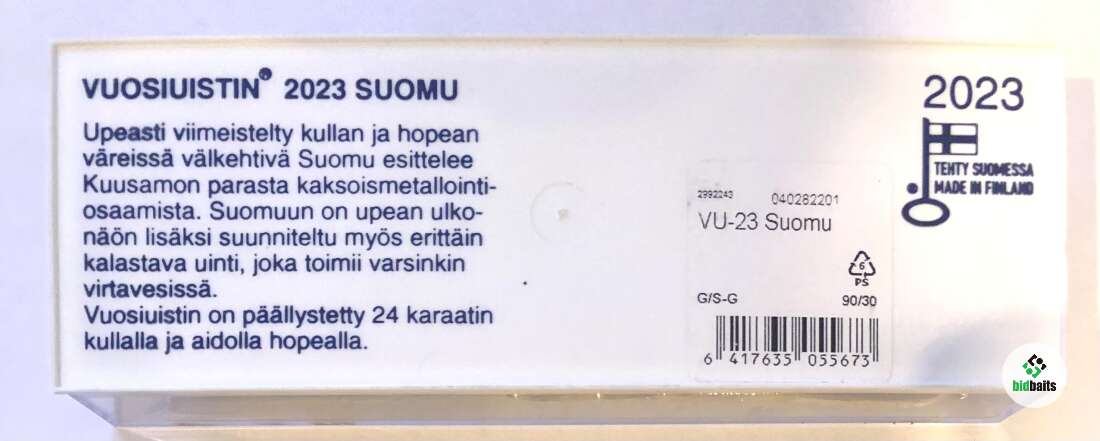 VUOSIUISTIN® 2023 SUOMU
Upeasti viimeistelty kullan ja hopean
väreissä välkehtivä Suomu esittelee
Kuusamon parasta kaksoismetallointi-
osaamista. Suomuun on upean ulko-
näön lisäksi suunniteltu myös erittäin
kalastava uinti, joka toimii varsinkin
virtavesissä.
Vuosiuistin on päällystetty 24 karaatin
kullalla ja aidolla hopealla.
2992243 040282201
VU-23 Suomu
6
PS
G/S-G 90/30
6 417635 055673
2023
TEHTY SUOMESSA
MADE IN FINLAND
bidbaits